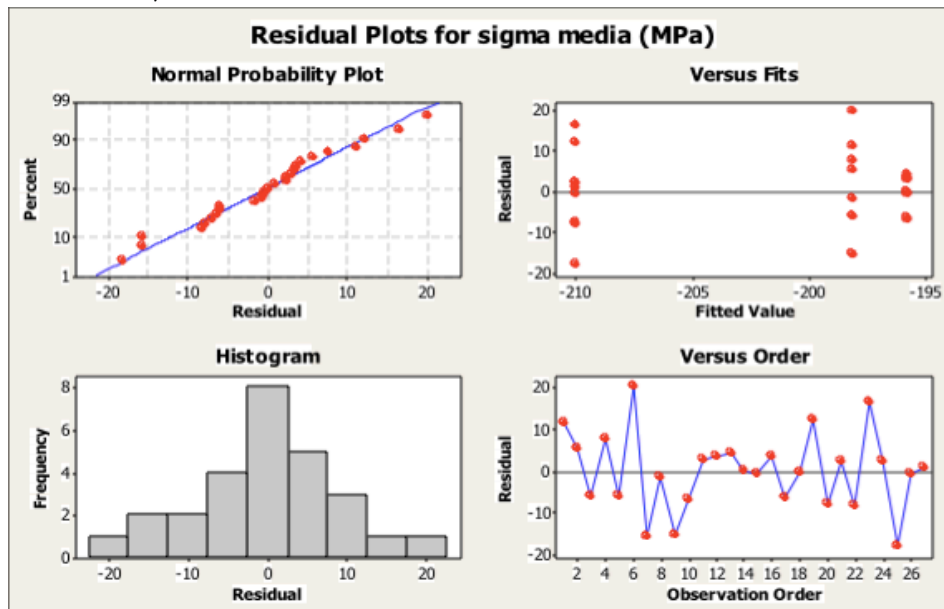 Residual Plots for sigma media (MPa)
Normal Probability Plot
99
90
50
10
1
Percent
-20 -10 0 10 20
Residual
Versus Fits
20
10
0
-10
-20
Residual
-210 -205 -200 -195
Fitted Value
Histogram
8
6
4
2
0
Frequency
-20 -10 0 10 20
Residual
Versus Order
20
10
0
-10
-20
Residual
2 4 6 8 10 12 14 16 18 20 22 24 26
Observation Order